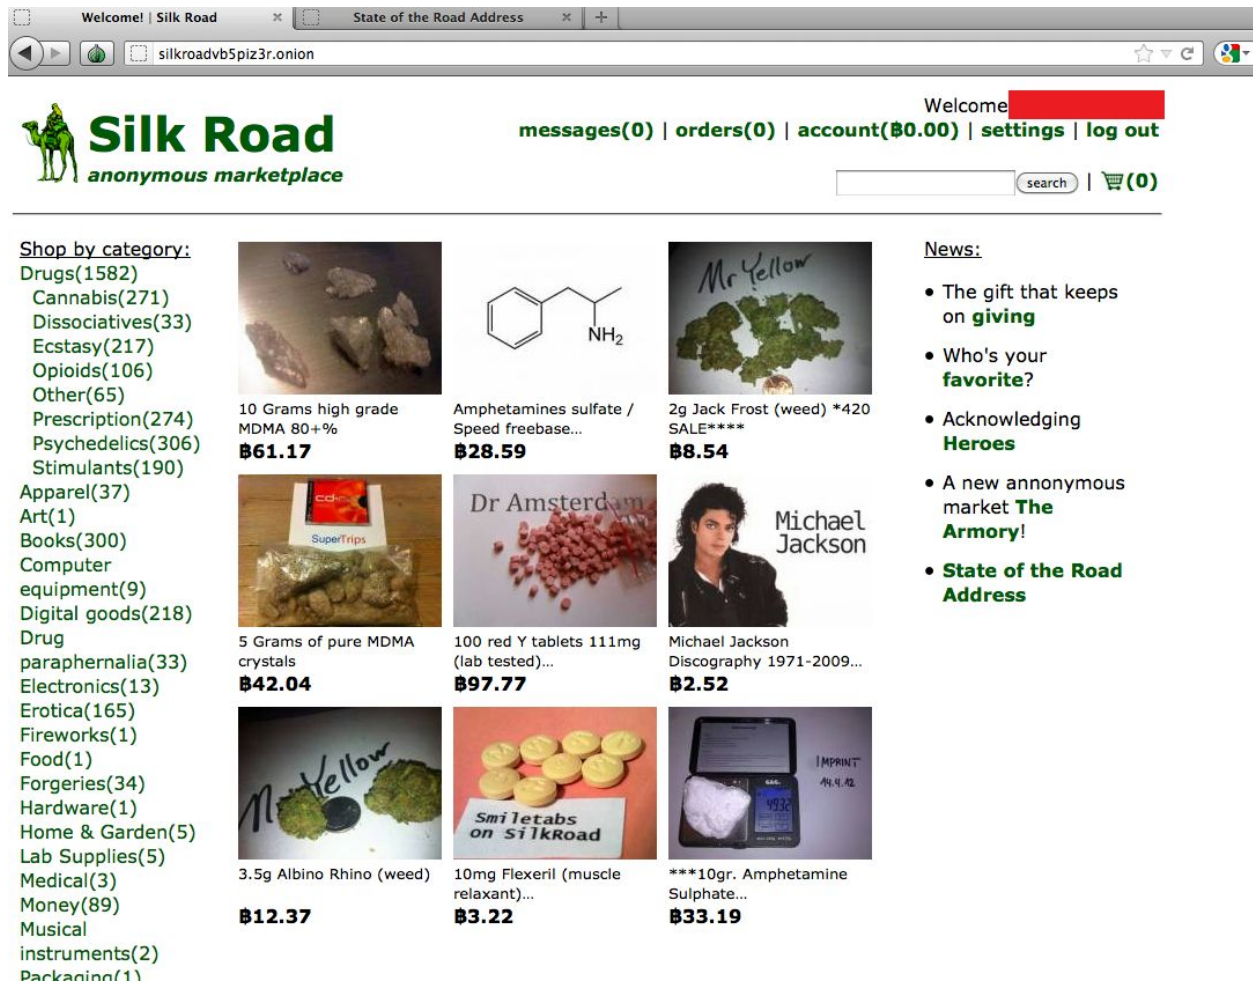 Welcome! | Silk Road
State of the Road Address
silkroadvb5piz3r.onion
Silk Road
anonymous marketplace
Welcome
messages(0) | orders(0) | account(฿0.00) | settings | log out
search | (0)
Shop by category:
Drugs(1582)
Cannabis(271)
Dissociatives(33)
Ecstasy(217)
Opioids(106)
Other(65)
Prescription(274)
Psychedelics(306)
Stimulants(190)
Apparel(37)
Art(1)
Books(300)
Computer
equipment(9)
Digital goods(218)
Drug
paraphernalia(33)
Electronics(13)
Erotica(165)
Fireworks(1)
Food(1)
Forgeries(34)
Hardware(1)
Home & Garden(5)
Lab Supplies(5)
Medical(3)
Money(89)
Musical
instruments(2)
Packaging(1)
10 Grams high grade
MDMA 80+%
฿61.17
NH2
Amphetamines sulfate /
Speed freebase...
฿28.59
Mr Yellow
2g Jack Frost (weed) *420
SALE****
฿8.54
SuperTrips
5 Grams of pure MDMA
crystals
฿42.04
Dr Amsterdam
100 red Y tablets 111mg
(lab tested)...
฿97.77
Michael
Jackson
Michael Jackson
Discography 1971-2009...
฿2.52
Mr Yellow
3.5g Albino Rhino (weed)
฿12.37
Smiletabs
on SilkRoad
10mg Flexeril (muscle
relaxant)...
฿3.22
IMPRINT
14.4.12
***10gr. Amphetamine
Sulphate...
฿33.19
News:
• The gift that keeps
on giving
• Who's your
favorite?
• Acknowledging
Heroes
• A new annonymous
market The
Armory!
• State of the Road
Address